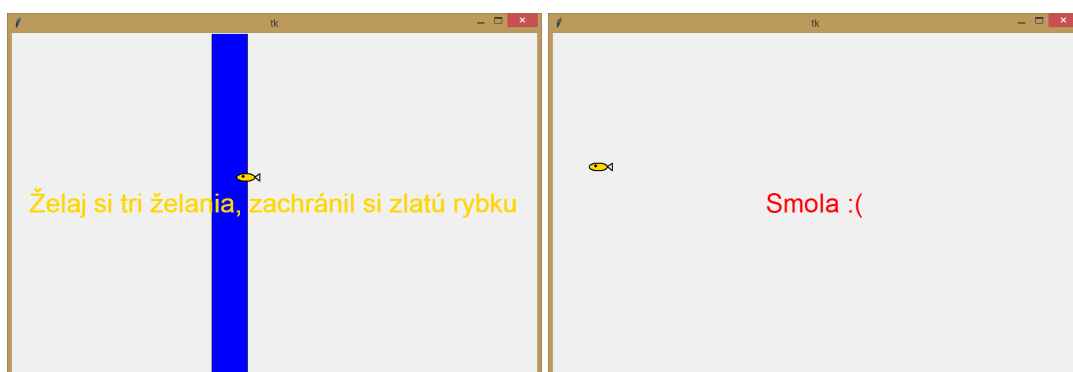 tk
Želaj si tri želania, zachránil si zlatú rybku
tk
Smola :(